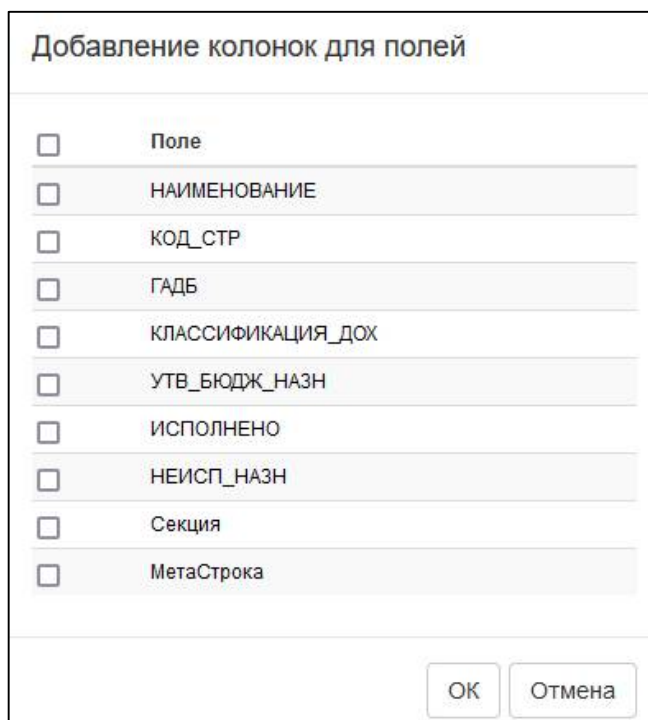 Добавление колонок для полей
Поле
НАИМЕНОВАНИЕ
КОД_СТР
ГАДБ
КЛАССИФИКАЦИЯ_ДОХ
УТВ_БЮДЖ_НАЗН
ИСПОЛНЕНО
НЕИСП_НАЗН
Секция
МетаСтрока
ОК Отмена